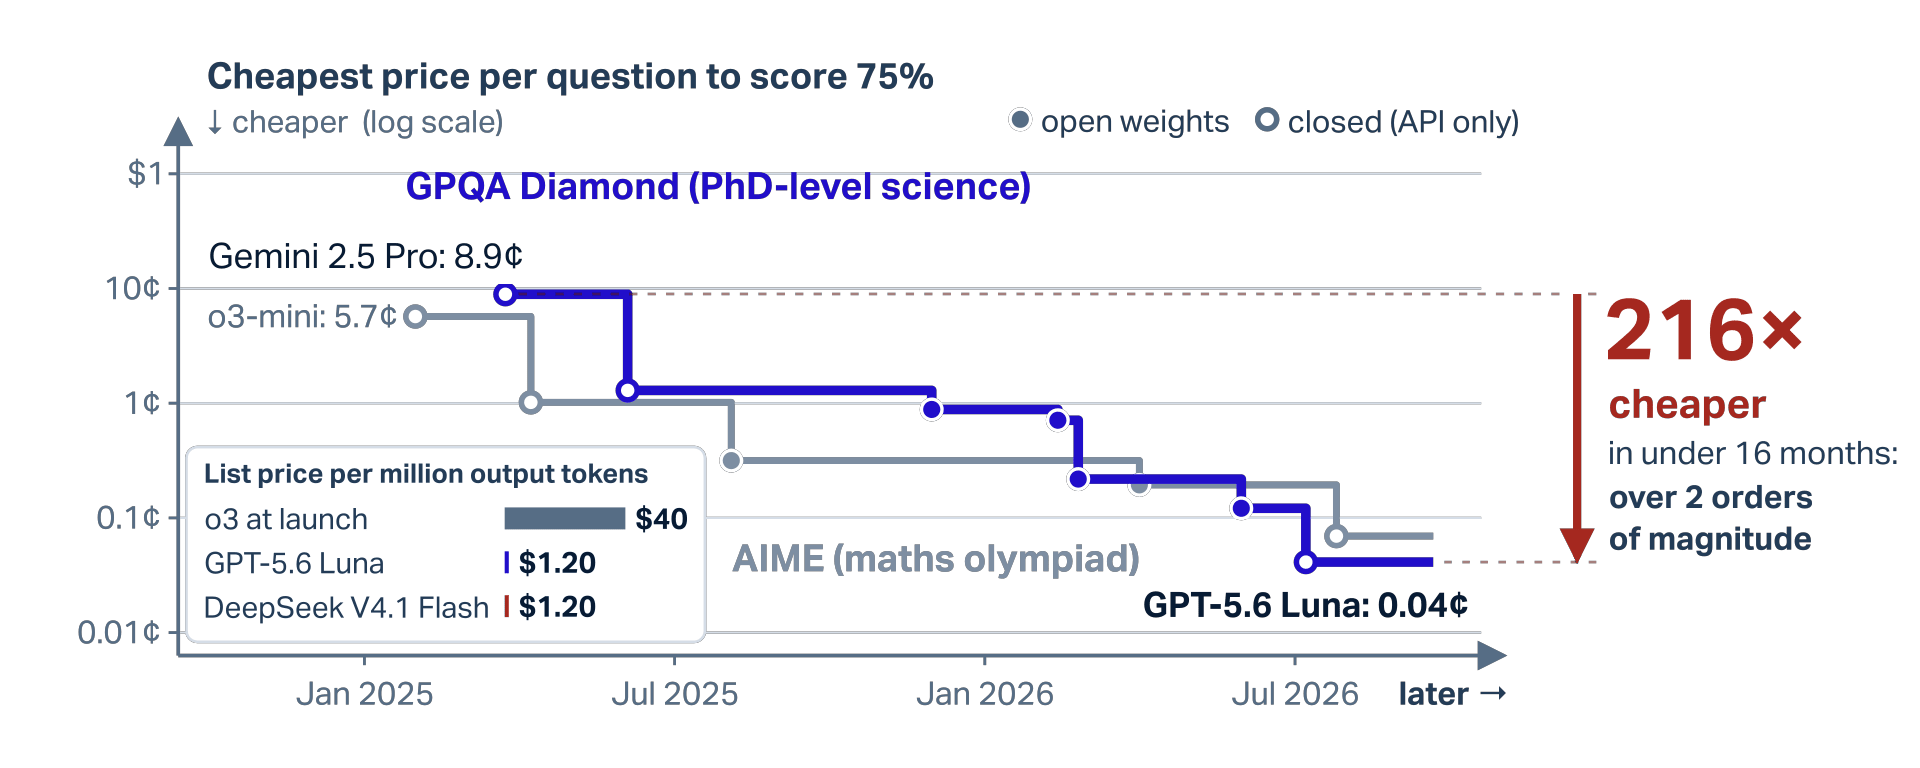 Cheapest price per question to score 75%
↓ cheaper (log scale)
open weights
closed (API only)
$1
GPQA Diamond (PhD-level science)
Gemini 2.5 Pro: 8.9¢
10¢
o3-mini: 5.7¢
216×
cheaper
in under 16 months:
over 2 orders
of magnitude
1¢
List price per million output tokens
o3 at launch $40
GPT-5.6 Luna $1.20
DeepSeek V4.1 Flash $1.20
0.1¢
AIME (maths olympiad)
GPT-5.6 Luna: 0.04¢
0.01¢
Jan 2025
Jul 2025
Jan 2026
Jul 2026
later →